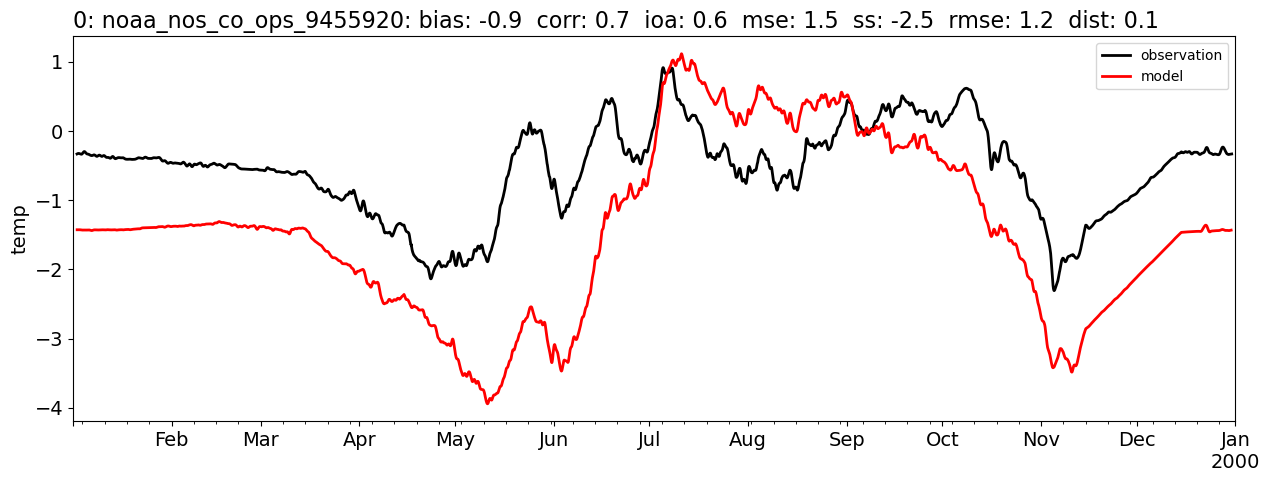 0: noaa_nos_co_ops_9455920: bias: -0.9  corr: 0.7  ioa: 0.6  mse: 1.5  ss: -2.5  rmse: 1.2  dist: 0.1
observation
model
1
0
−1
−2
−3
−4
temp
Feb Mar Apr May Jun Jul Aug Sep Oct Nov Dec Jan
2000